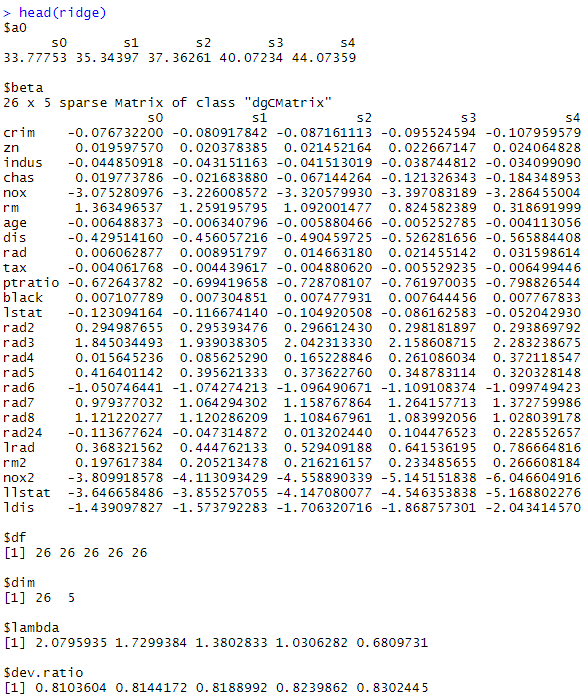 > head(ridge)
$a0
      s0       s1       s2       s3       s4
33.77753 35.34397 37.36261 40.07234 44.07359

$beta
26 x 5 sparse Matrix of class "dgCMatrix"
                  s0           s1           s2           s3           s4
crim    -0.076732200 -0.080917842 -0.087161113 -0.095524594 -0.107959579
zn       0.019597570  0.020378385  0.021452164  0.022667147  0.024064828
indus   -0.044850918 -0.043151163 -0.041513019 -0.038744812 -0.034099090
chas     0.019773786 -0.021683880 -0.067144264 -0.121326343 -0.184348953
nox     -3.075280976 -3.226008572 -3.320579930 -3.397083189 -3.286455004
rm       1.363496537  1.259195795  1.092001477  0.824582389  0.318691999
age     -0.006488373 -0.006340796 -0.005880466 -0.005252785 -0.004113056
dis     -0.429514160 -0.456057216 -0.490459725 -0.526281656 -0.565884408
rad      0.006062877  0.008951797  0.014663180  0.021455142  0.031598614
tax     -0.004061768 -0.004439617 -0.004880620 -0.005529235 -0.006499446
ptratio -0.672643782 -0.699419658 -0.728708107 -0.761970035 -0.798826544
black    0.007107789  0.007304851  0.007477931  0.007644456  0.007767833
lstat   -0.123094164 -0.116674140 -0.104920508 -0.086162583 -0.052042930
rad2     0.294987655  0.295393476  0.296612430  0.298181897  0.293869792
rad3     1.845034493  1.939038305  2.042313330  2.158608715  2.283238675
rad4     0.015645236  0.085625290  0.165228846  0.261086034  0.372118547
rad5     0.416401142  0.395621333  0.373622760  0.348783114  0.320328148
rad6    -1.050746441 -1.074274213 -1.096490671 -1.109108374 -1.099749423
rad7     0.979377032  1.064294302  1.158767864  1.264157713  1.372759986
rad8     1.121220277  1.120286209  1.108467961  1.083992056  1.028039178
rad24   -0.113677624 -0.047314872  0.013202440  0.104476523  0.228552657
lrad     0.368321562  0.444762133  0.529409188  0.641536195  0.786664816
rm2      0.197617384  0.205213478  0.216216157  0.233485655  0.266608184
nox2    -3.809918578 -4.113093429 -4.558890339 -5.145151838 -6.046604916
llstat  -3.646658486 -3.855257055 -4.147080077 -4.546353838 -5.168802276
ldis    -1.439097827 -1.573792283 -1.706320716 -1.868757301 -2.043414570

$df
[1] 26 26 26 26 26

$dim
[1] 26  5

$lambda
[1] 2.0795935 1.7299384 1.3802833 1.0306282 0.6809731

$dev.ratio
[1] 0.8103604 0.8144172 0.8188992 0.8239862 0.8302445